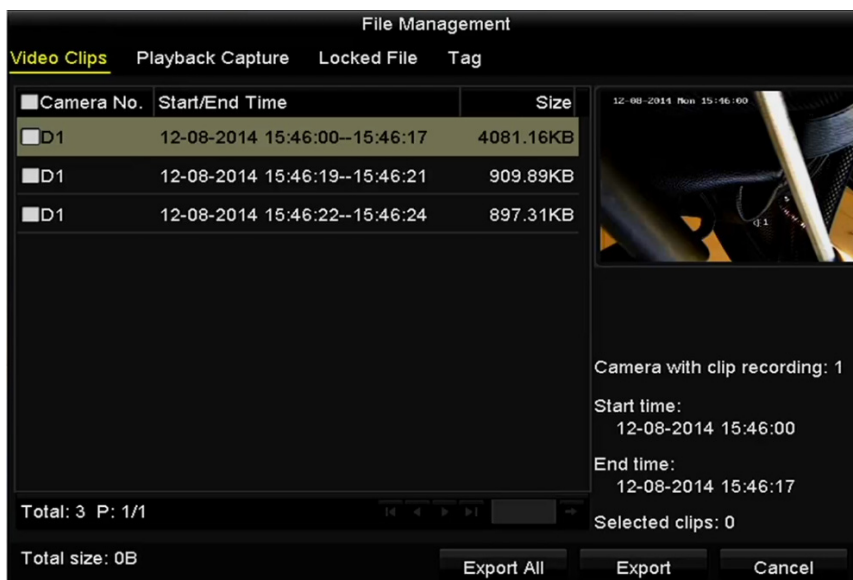 File Management
Video Clips Playback Capture Locked File Tag
Camera No. Start/End Time Size
D1 12-08-2014 15:46:00--15:46:17 4081.16KB
D1 12-08-2014 15:46:19--15:46:21 909.89KB
D1 12-08-2014 15:46:22--15:46:24 897.31KB
12-08-2014 Mon 15:46:00
Camera with clip recording: 1
Start time:
12-08-2014 15:46:00
End time:
12-08-2014 15:46:17
Selected clips: 0
Total: 3 P: 1/1
Total size: 0B
Export All Export Cancel